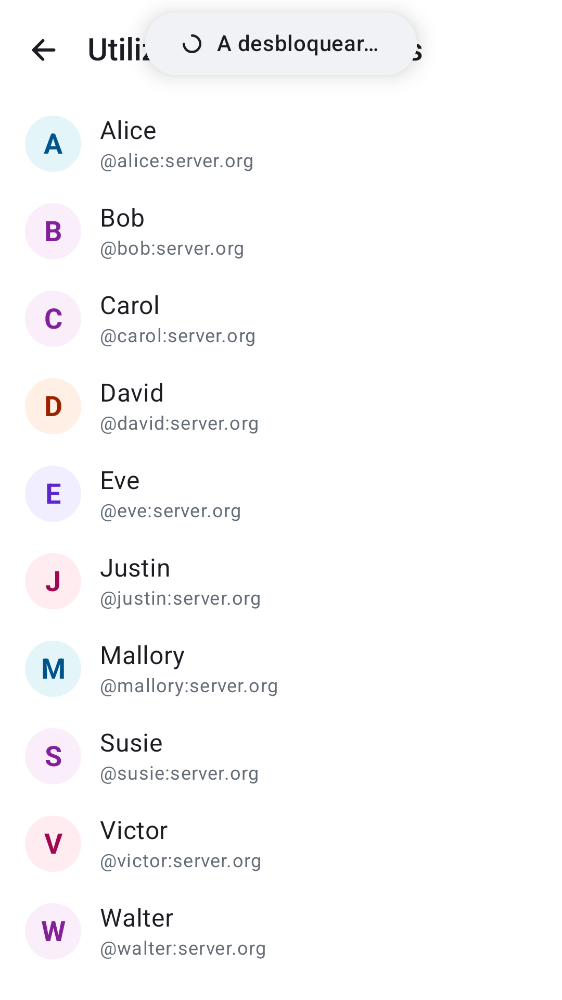 A desbloquear…
A
Alice
@alice:server.org
B
Bob
@bob:server.org
C
Carol
@carol:server.org
D
David
@david:server.org
E
Eve
@eve:server.org
J
Justin
@justin:server.org
M
Mallory
@mallory:server.org
S
Susie
@susie:server.org
V
Victor
@victor:server.org
W
Walter
@walter:server.org